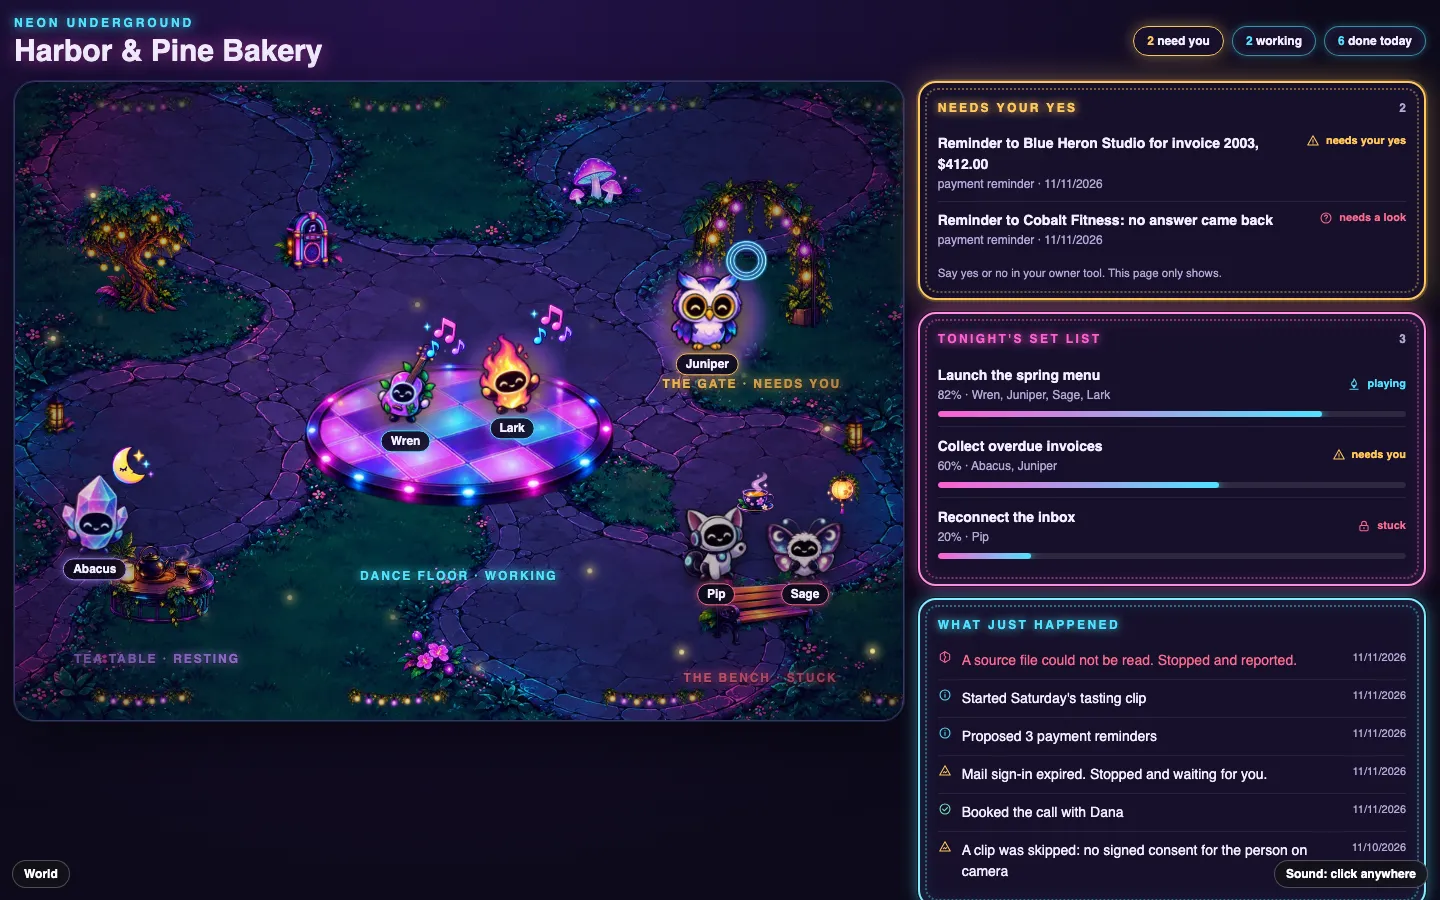 NEON UNDERGROUND
Harbor & Pine Bakery
2 need you
2 working
6 done today
Juniper
THE GATE · NEEDS YOU
Wren
Lark
Abacus
DANCE FLOOR · WORKING
Pip
Sage
TEA TABLE · RESTING
THE BENCH · STUCK
World
NEEDS YOUR YES
2
Reminder to Blue Heron Studio for invoice 2003,
$412.00
needs your yes
payment reminder · 11/11/2026
Reminder to Cobalt Fitness: no answer came back
needs a look
payment reminder · 11/11/2026
Say yes or no in your owner tool. This page only shows.
TONIGHT'S SET LIST
3
Launch the spring menu
82% · Wren, Juniper, Sage, Lark
playing
Collect overdue invoices
60% · Abacus, Juniper
needs you
Reconnect the inbox
20% · Pip
stuck
WHAT JUST HAPPENED
A source file could not be read. Stopped and reported.
11/11/2026
Started Saturday's tasting clip
11/11/2026
Proposed 3 payment reminders
11/11/2026
Mail sign-in expired. Stopped and waiting for you.
11/11/2026
Booked the call with Dana
11/11/2026
A clip was skipped: no signed consent for the person on
camera
11/10/2026
Sound: click anywhere